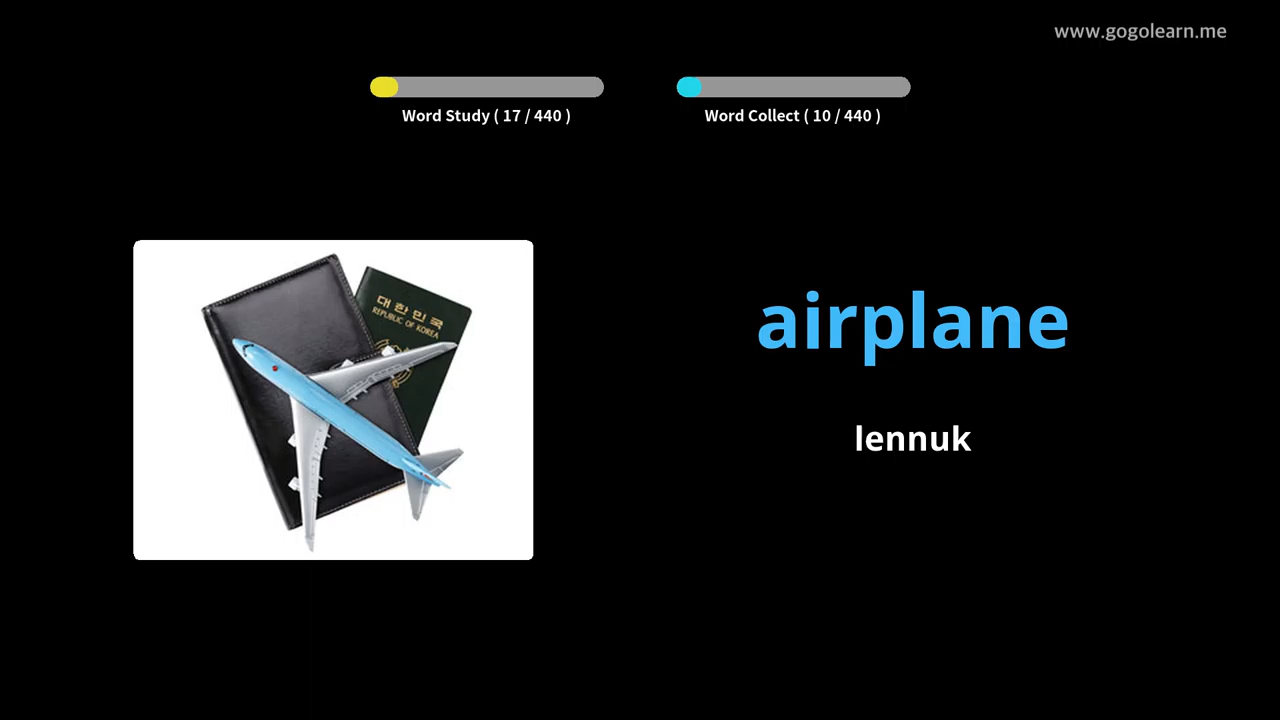 www.gogolearn.me
Word Study ( 17 / 440 )
Word Collect ( 10 / 440 )
대한민국
REPUBLIC OF KOREA
airplane
lennuk